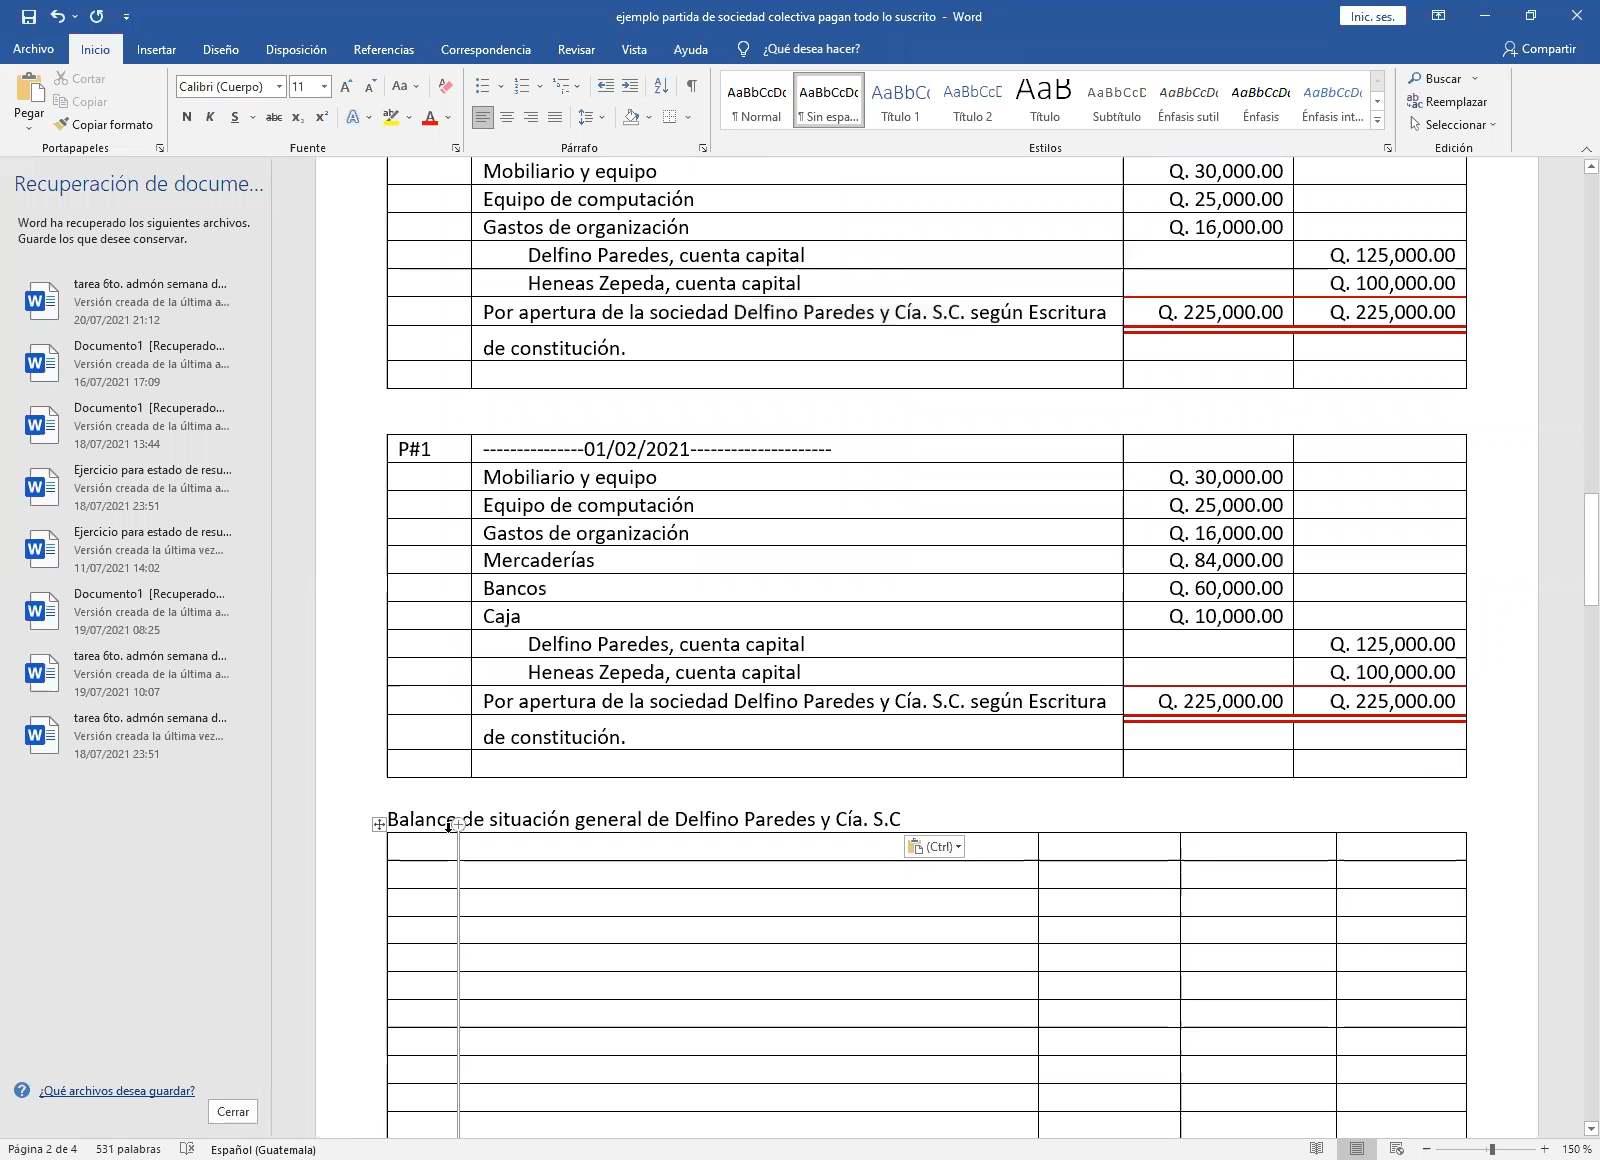 ejemplo partida de sociedad colectiva pagan todo lo suscrito - Word
Inic. ses.
Archivo Inicio Insertar Diseño Disposición Referencias Correspondencia Revisar Vista Ayuda ¿Qué desea hacer? Compartir
Pegar
Cortar
Copiar
Copiar formato
Portapapeles
Calibri (Cuerpo) 11
N K S abc x₂ x²
Fuente
Párrafo
AaBbCcDc AaBbCcDc AaBbCc AaBbCcD AaB AaBbCcD AaBbCcDc AaBbCcDc AaBbCcDc
¶ Normal ¶ Sin espa... Título 1 Título 2 Título Subtítulo Énfasis sutil Énfasis Énfasis int...
Estilos
Buscar
Reemplazar
Seleccionar
Edición
Recuperación de docume...
Word ha recuperado los siguientes archivos.
Guarde los que desee conservar.
tarea 6to. admón semana d...
Versión creada de la última a...
20/07/2021 21:12
Documento1 [Recuperado...
Versión creada de la última a...
16/07/2021 17:09
Documento1 [Recuperado...
Versión creada de la última a...
18/07/2021 13:44
Ejercicio para estado de resu...
Versión creada de la última a...
18/07/2021 23:51
Ejercicio para estado de resu...
Versión creada la última vez...
11/07/2021 14:02
Documento1 [Recuperado...
Versión creada de la última a...
19/07/2021 08:25
tarea 6to. admón semana d...
Versión creada de la última a...
19/07/2021 10:07
tarea 6to. admón semana d...
Versión creada la última vez...
18/07/2021 23:51
¿Qué archivos desea guardar?
Cerrar
Mobiliario y equipo Q. 30,000.00
Equipo de computación Q. 25,000.00
Gastos de organización Q. 16,000.00
Delfino Paredes, cuenta capital Q. 125,000.00
Heneas Zepeda, cuenta capital Q. 100,000.00
Por apertura de la sociedad Delfino Paredes y Cía. S.C. según Escritura Q. 225,000.00 Q. 225,000.00
de constitución.
P#1 ---------------01/02/2021---------------------
Mobiliario y equipo Q. 30,000.00
Equipo de computación Q. 25,000.00
Gastos de organización Q. 16,000.00
Mercaderías Q. 84,000.00
Bancos Q. 60,000.00
Caja Q. 10,000.00
Delfino Paredes, cuenta capital Q. 125,000.00
Heneas Zepeda, cuenta capital Q. 100,000.00
Por apertura de la sociedad Delfino Paredes y Cía. S.C. según Escritura Q. 225,000.00 Q. 225,000.00
de constitución.
Balance de situación general de Delfino Paredes y Cía. S.C
(Ctrl)
Página 2 de 4 531 palabras Español (Guatemala) 150 %